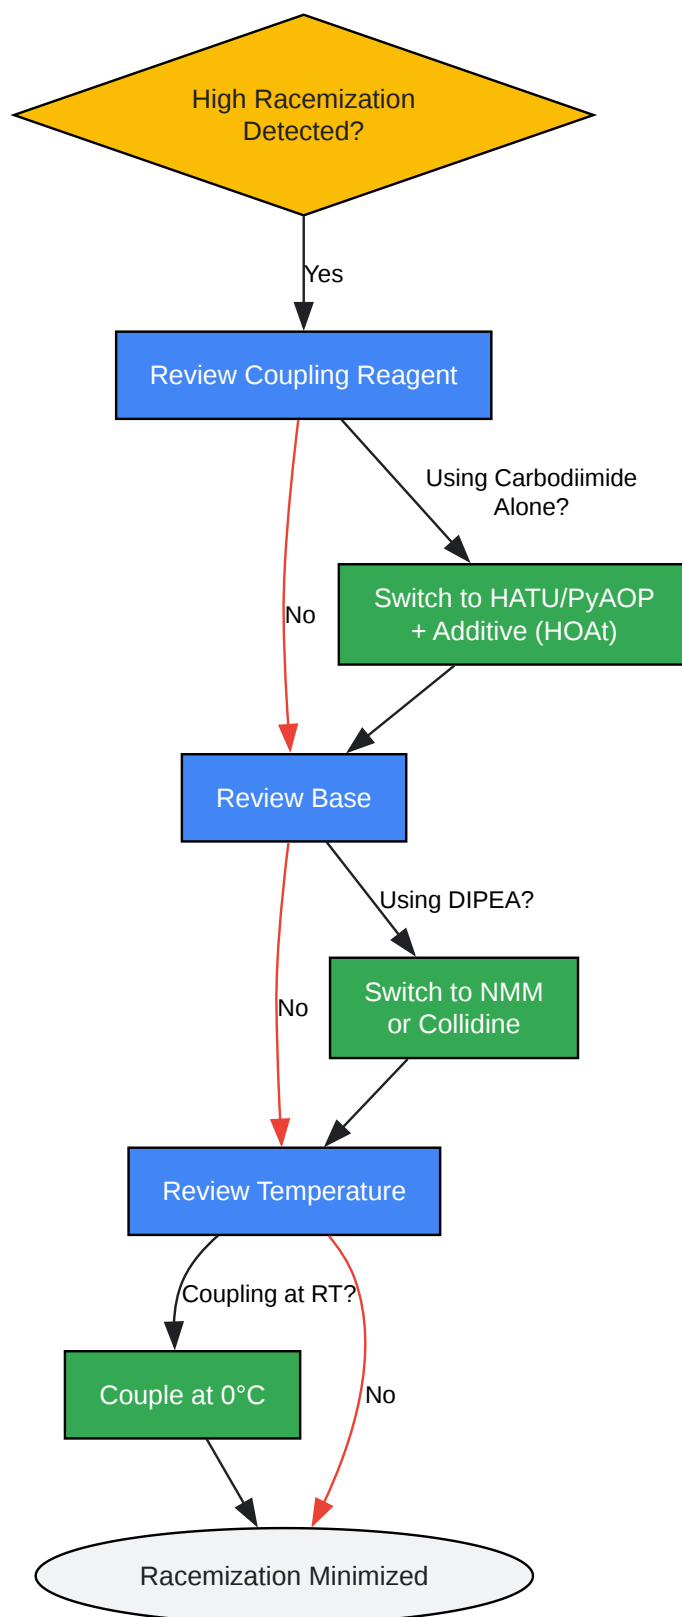 High Racemization
Detected?
Yes
Review Coupling Reagent
Using Carbodiimide
Alone?
Switch to HATU/PyAOP
+ Additive (HOAt)
No
Review Base
Using DIPEA?
Switch to NMM
or Collidine
No
Review Temperature
Coupling at RT?
Couple at 0°C
No
Racemization Minimized